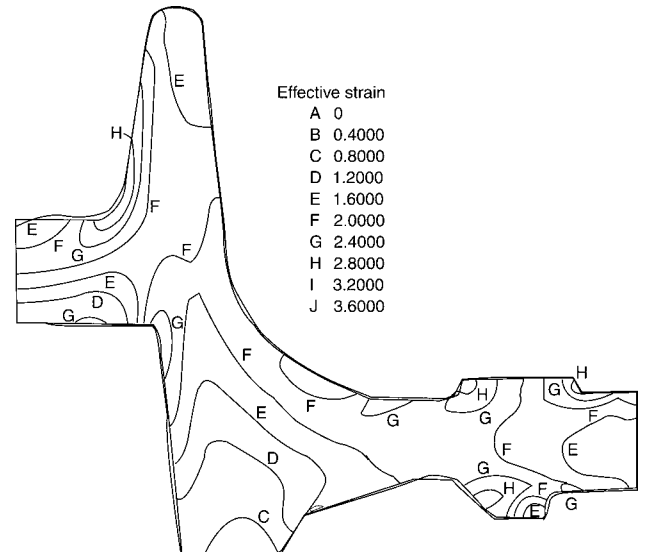 E
Effective strain
A 0
H
B 0.4000
C 0.8000
D 1.2000
E 1.6000
F
F 2.0000
E
F
G 2.4000
G
F
H 2.8000
E
I 3.2000
D
J 3.6000
G
G
F
H
F
H
G
E
G
G
F
F
D
E
G
H
F
C
E
G